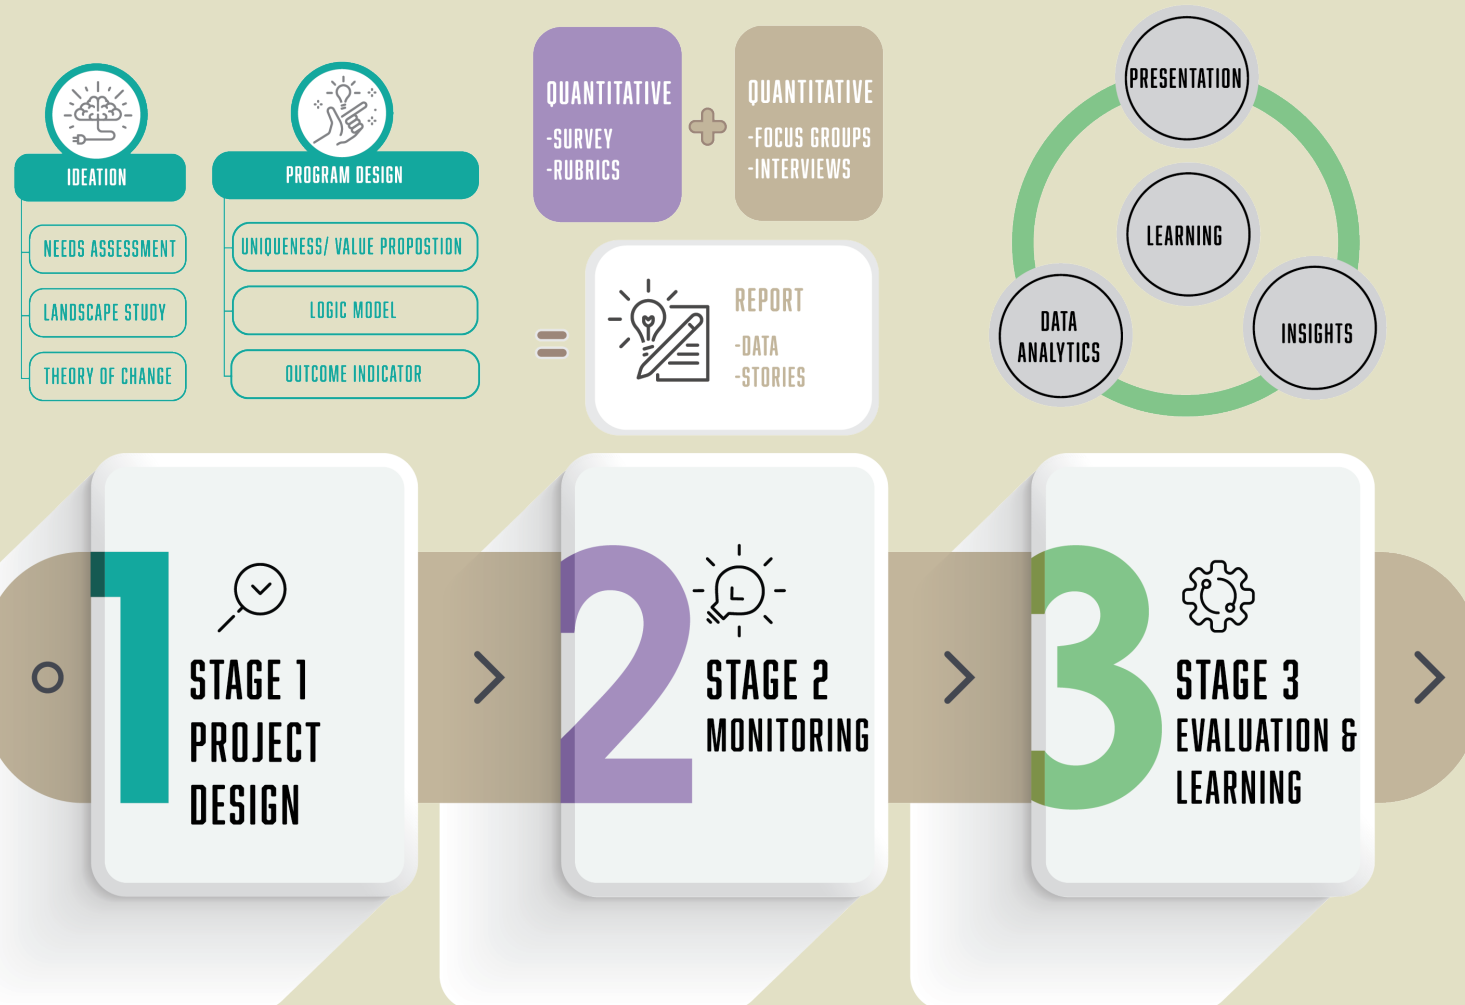 IDEATION
NEEDS ASSESSMENT
LANDSCAPE STUDY
THEORY OF CHANGE
PROGRAM DESIGN
UNIQUENESS/ VALUE PROPOSTION
LOGIC MODEL
OUTCOME INDICATOR
QUANTITATIVE
-SURVEY
-RUBRICS
QUANTITATIVE
-FOCUS GROUPS
-INTERVIEWS
REPORT
-DATA
-STORIES
PRESENTATION
LEARNING
DATA
ANALYTICS
INSIGHTS
1
STAGE 1
PROJECT
DESIGN
2
STAGE 2
MONITORING
3
STAGE 3
EVALUATION &
LEARNING